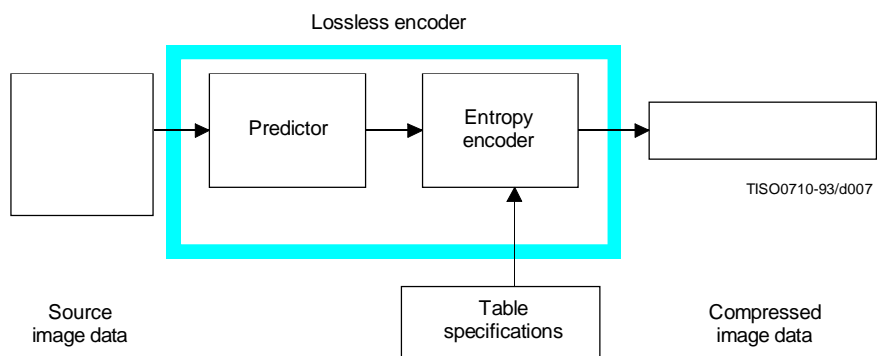 Lossless encoder
Predictor
Entropy
encoder
TISO0710-93/d007
Source
image data
Table
specifications
Compressed
image data